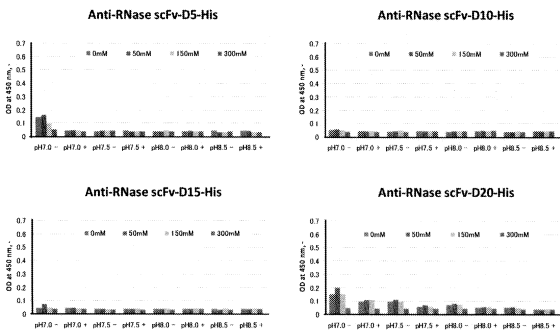 Anti-RNase scFv-D5-His
0mM 50mM 150mM 300mM
OD at 450 nm, -
0.7
0.6
0.5
0.4
0.3
0.2
0.1
0
pH7.0 - pH7.0 + pH7.5 - pH7.5 + pH8.0 - pH8.0 + pH8.5 - pH8.5 +
Anti-RNase scFv-D10-His
0mM 50mM 150mM 300mM
OD at 450 nm, -
0.7
0.6
0.5
0.4
0.3
0.2
0.1
0
pH7.0 - pH7.0 + pH7.5 - pH7.5 + pH8.0 - pH8.0 + pH8.5 - pH8.5 +
Anti-RNase scFv-D15-His
0mM 50mM 150mM 300mM
OD at 450 nm, -
0.7
0.6
0.5
0.4
0.3
0.2
0.1
0
pH7.0 - pH7.0 + pH7.5 - pH7.5 + pH8.0 - pH8.0 + pH8.5 - pH8.5 +
Anti-RNase scFv-D20-His
0mM 50mM 150mM 300mM
OD at 450 nm, -
0.7
0.6
0.5
0.4
0.3
0.2
0.1
0
pH7.0 - pH7.0 + pH7.5 - pH7.5 + pH8.0 - pH8.0 + pH8.5 - pH8.5 +